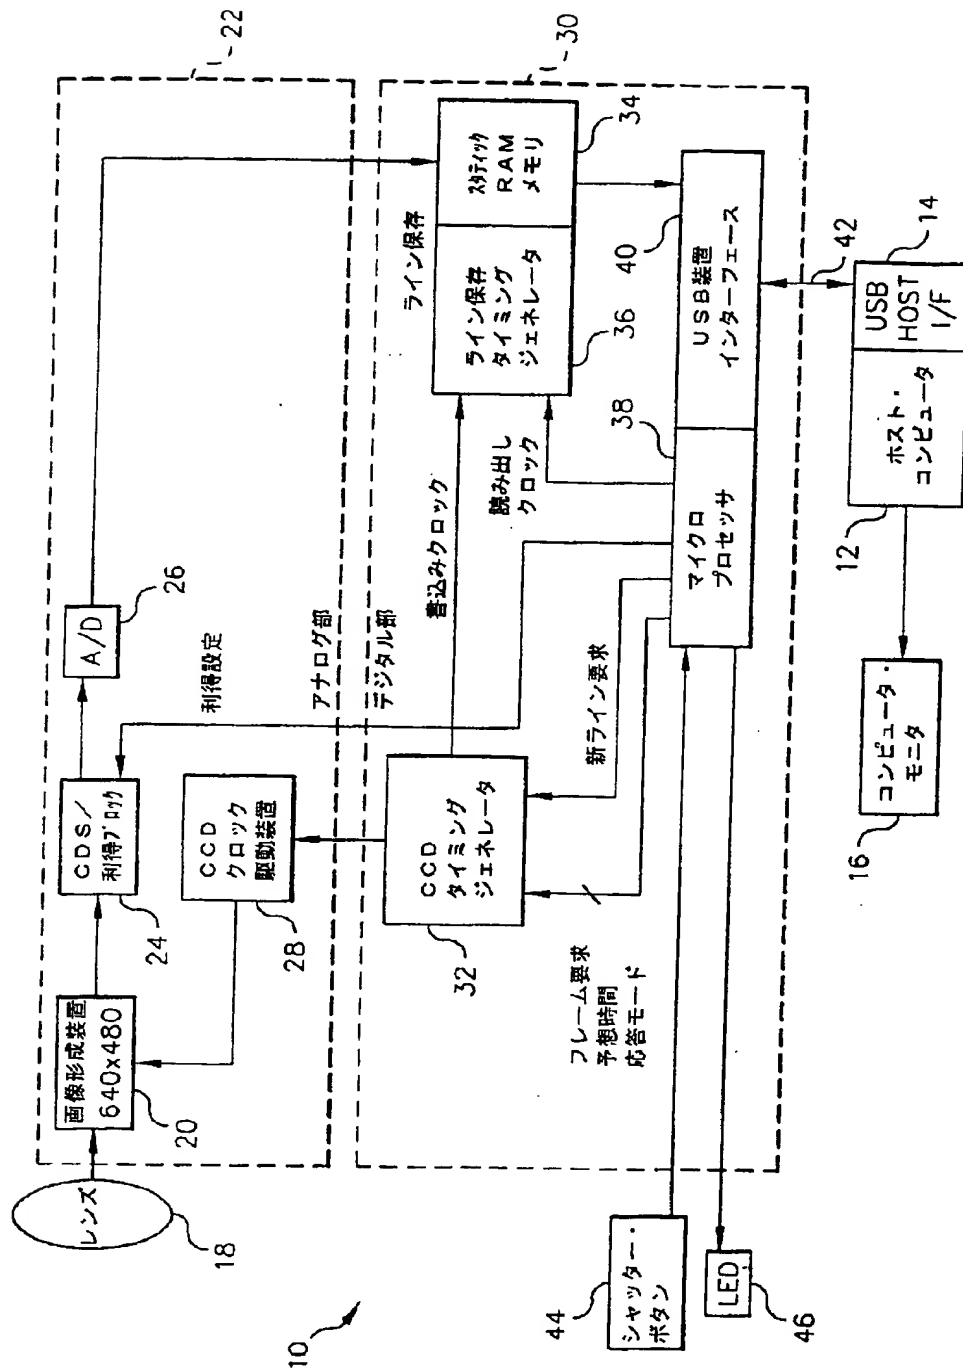 10
レンズ
18
画像形成装置
640×480
20
CDS／
利得ブロック
24
A/D
26
CCD
クロック
駆動装置
28
利得設定
22
アナログ部
デジタル部
30
CCD
タイミング
ジェネレータ
32
書込みクロック
読み出し
クロック
新ライン要求
フレーム要求
予想時間
応答モード
ライン保存
ライン保存
タイミング
ジェネレータ
36
スタティック
RAM
メモリ
34
マイクロ
プロセッサ
38
USB装置
インターフェース
40
42
シャッター・
ボタン
44
LED
46
コンピュータ・
モニタ
16
ホスト・
コンピュータ
12
USB
HOST
I/F
14